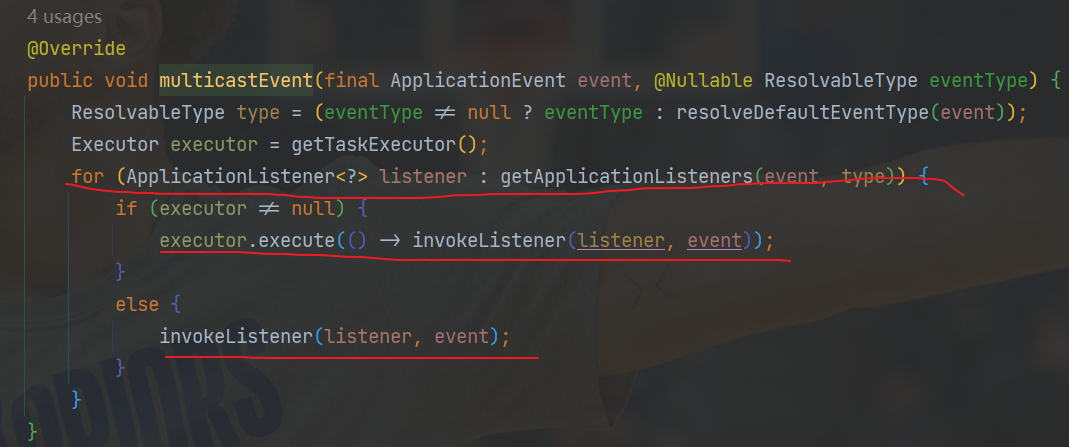 4 usages
@Override
public void multicastEvent(final ApplicationEvent event, @Nullable ResolvableType eventType) {
ResolvableType type = (eventType ≠ null ? eventType : resolveDefaultEventType(event));
Executor executor = getTaskExecutor();
for (ApplicationListener<?> listener : getApplicationListeners(event, type)) {
if (executor ≠ null) {
executor.execute(() → invokeListener(listener, event));
}
else {
invokeListener(listener, event);
}
}
}